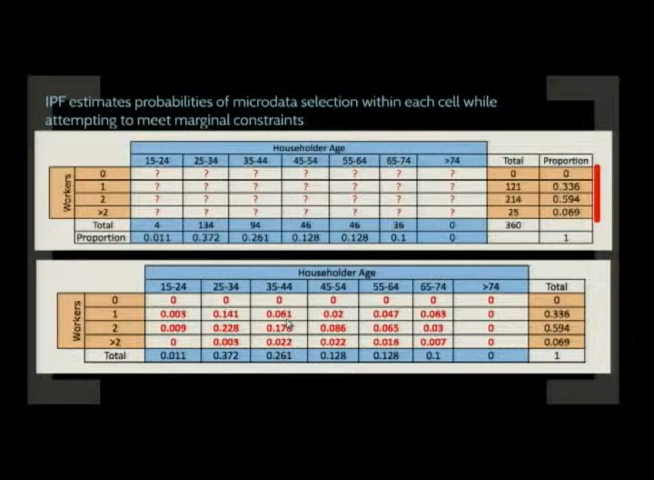 IPF estimates probabilities of microdata selection within each cell while
attempting to meet marginal constraints
Householder Age
15-24 25-34 35-44 45-54 55-64 65-74 >74 Total Proportion
Workers
0 ? ? ? ? ? ? ? 0 0
1 ? ? ? ? ? ? ? 121 0.336
2 ? ? ? ? ? ? ? 214 0.594
>2 ? ? ? ? ? ? ? 25 0.069
Total 4 134 94 46 46 36 0 360
Proportion 0.011 0.372 0.261 0.128 0.128 0.1 0 1
Householder Age
15-24 25-34 35-44 45-54 55-64 65-74 >74 Total
Workers
0 0 0 0 0 0 0 0 0
1 0.003 0.141 0.061 0.02 0.047 0.063 0 0.336
2 0.009 0.228 0.086 0.065 0.03 0 0.594
>2 0 0.003 0.022 0.022 0.016 0.007 0 0.069
Total 0.011 0.372 0.261 0.128 0.128 0.1 0 1